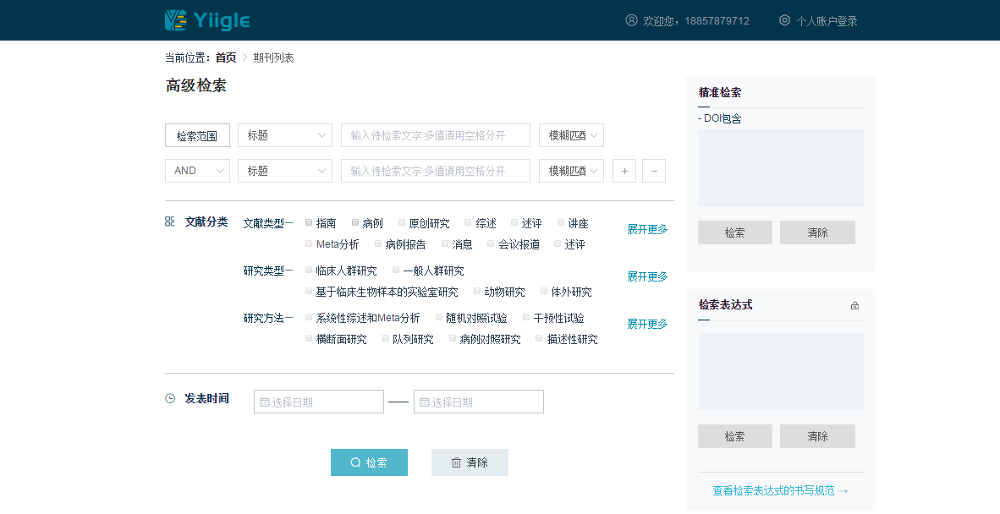 Yiigle
欢迎您，18857879712 个人账户登录
当前位置：首页 > 期刊列表
高级检索
检索范围 标题 输入待检索文字 多值请用空格分开 模糊匹配
AND 标题 输入待检索文字 多值请用空格分开 模糊匹配 + −
文献分类 文献类型一 指南 病例 原创研究 综述 述评 讲座 展开更多
Meta分析 病例报告 消息 会议报道 述评
研究类型一 临床人群研究 一般人群研究 展开更多
基于临床生物样本的实验室研究 动物研究 体外研究
研究方法一 系统性综述和Meta分析 随机对照试验 干预性试验 展开更多
横断面研究 队列研究 病例对照研究 描述性研究
发表时间 选择日期 —— 选择日期
检索 清除
精准检索
- DOI包含
检索 清除
检索表达式
检索 清除
查看检索表达式的书写规范 →